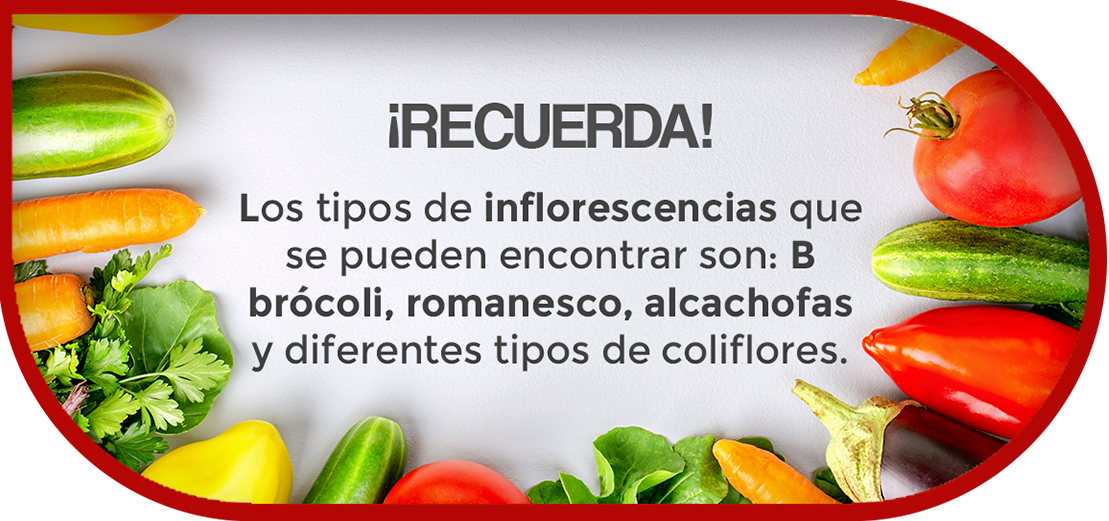 ¡RECUERDA!
Los tipos de inflorescencias que
se pueden encontrar son: B
brócoli, romanesco, alcachofas
y diferentes tipos de coliflores.